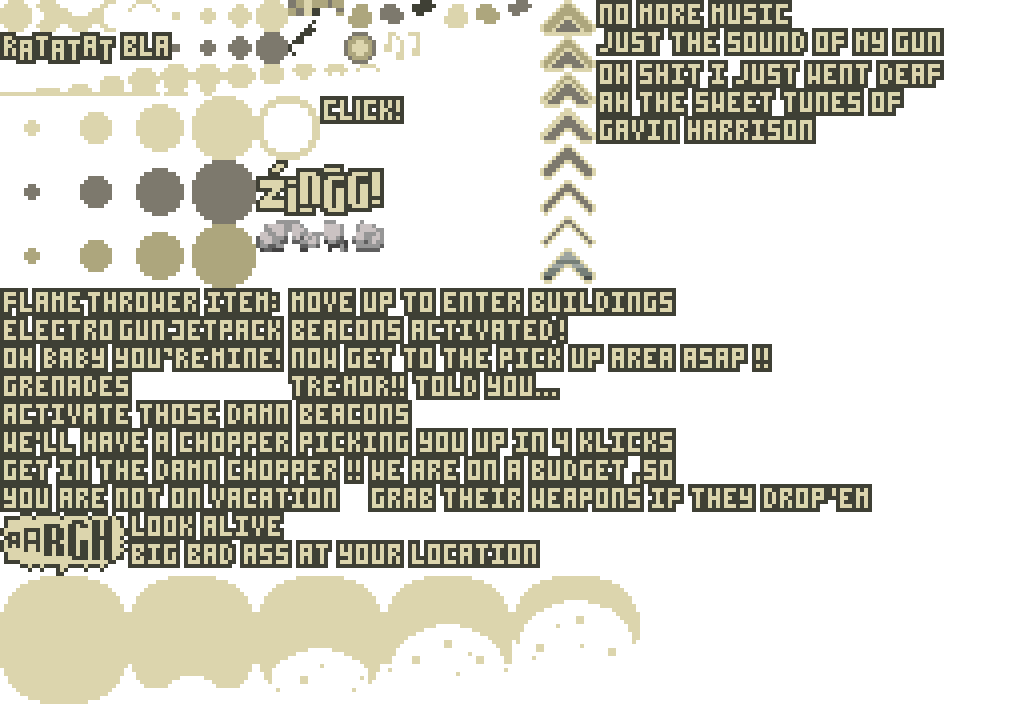 NO MORE MUSIC
JUST THE SOUND OF MY GUN
RATATAT BLA
OH SHIT I JUST WENT DEAF
AH THE SWEET TUNES OF
CLICK!
GAVIN HARRISON
ZINGG!
FLAMETHROWER ITEM: MOVE UP TO ENTER BUILDINGS
ELECTRO GUN-JETPACK BEACONS ACTIVATED!
OH BABY YOU'RE MINE! NOW GET TO THE PICK UP AREA ASAP !!
GRENADES TREMOR!! TOLD YOU...
ACTIVATE THOSE DAMN BEACONS
WE'LL HAVE A CHOPPER PICKING YOU UP IN 4 KLICKS
GET IN THE DAMN CHOPPER !! WE ARE ON A BUDGET ,SO
YOU ARE NOT ON VACATION GRAB THEIR WEAPONS IF THEY DROP'EM
AARGH LOOK ALIVE
BIG BAD ASS AT YOUR LOCATION